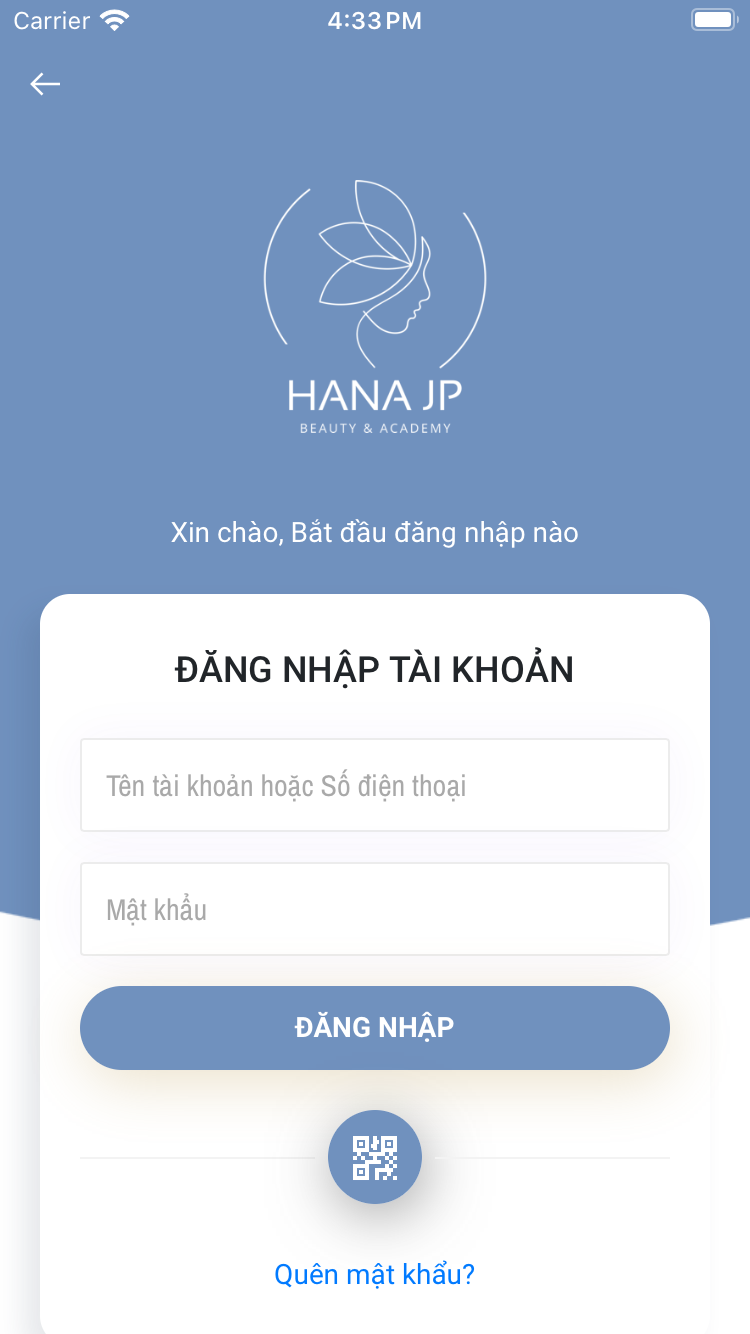 Carrier
4:33 PM
HANA JP
BEAUTY & ACADEMY
Xin chào, Bắt đầu đăng nhập nào
ĐĂNG NHẬP TÀI KHOẢN
Tên tài khoản hoặc Số điện thoại
Mật khẩu
ĐĂNG NHẬP
Quên mật khẩu?